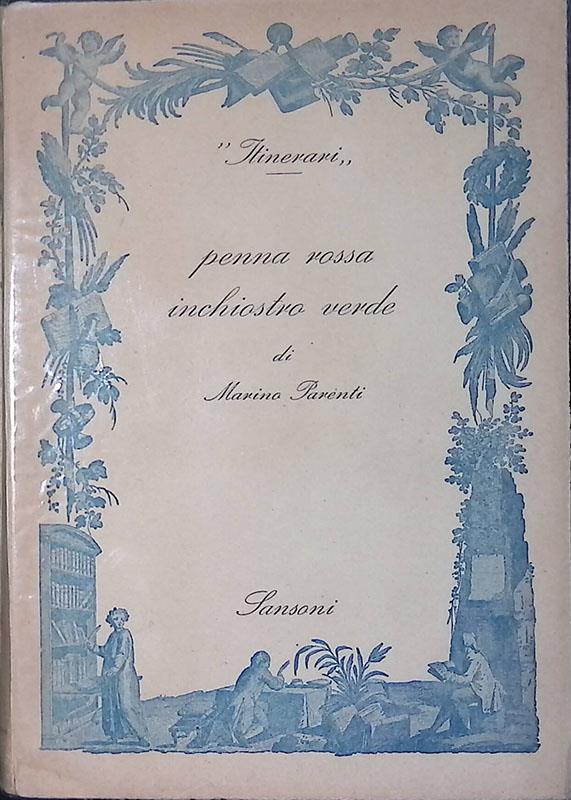 "Itinerari„
penna rossa
inchiostro verde
di
Marino Parenti
Sansoni